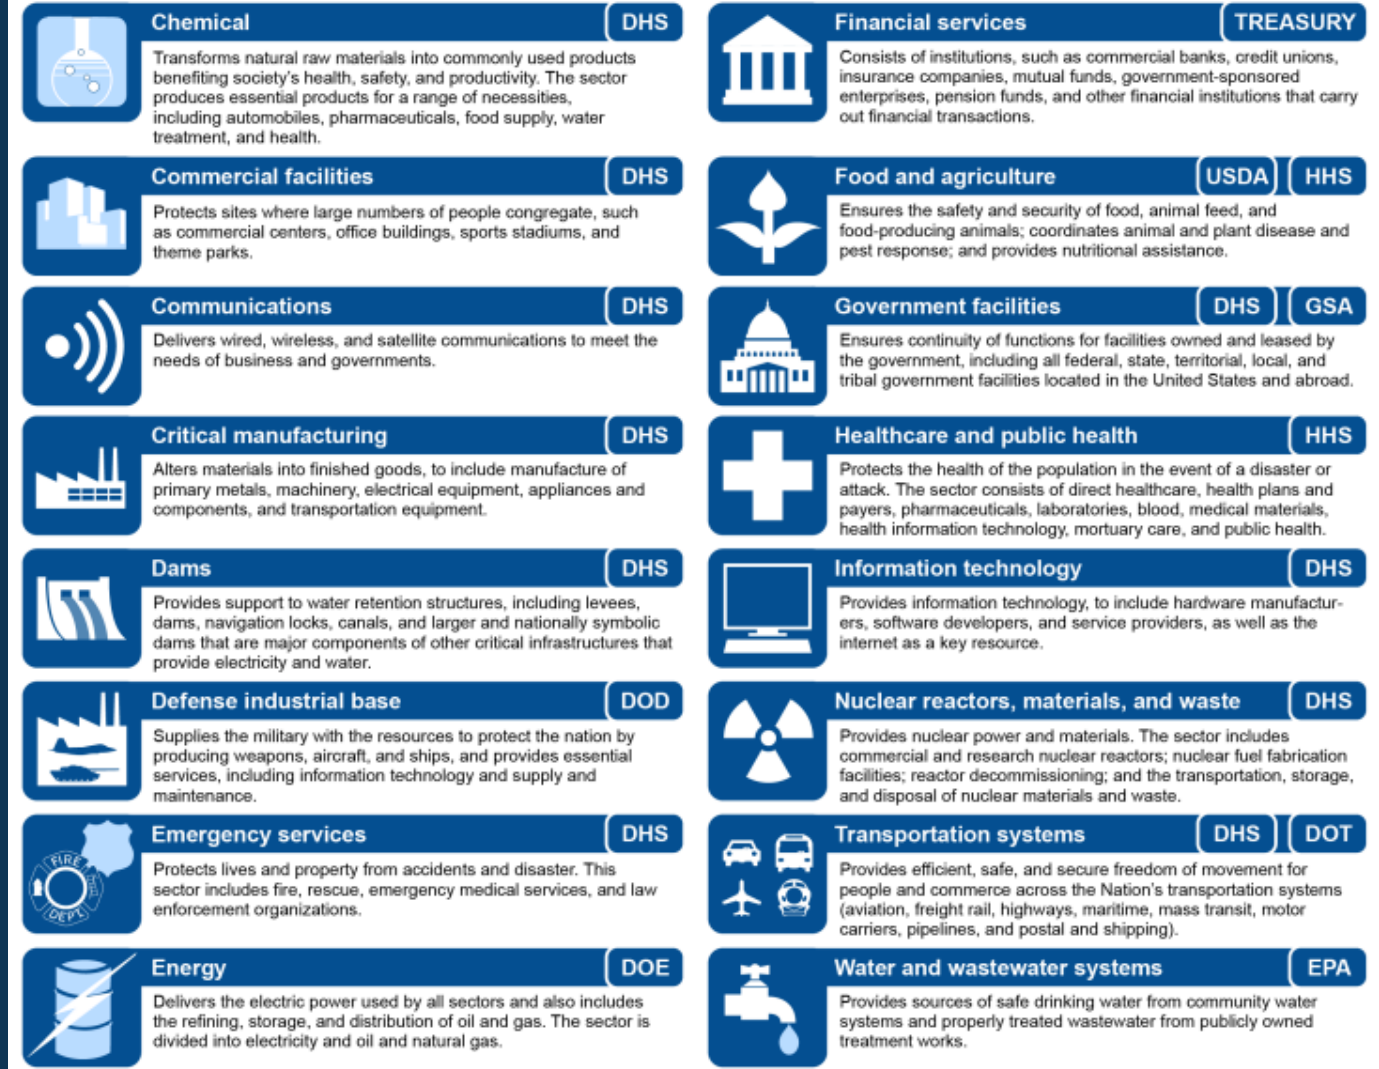 Chemical DHS
Transforms natural raw materials into commonly used products
benefiting society's health, safety, and productivity. The sector
produces essential products for a range of necessities,
including automobiles, pharmaceuticals, food supply, water
treatment, and health.
Commercial facilities DHS
Protects sites where large numbers of people congregate, such
as commercial centers, office buildings, sports stadiums, and
theme parks.
Communications DHS
Delivers wired, wireless, and satellite communications to meet the
needs of business and governments.
Critical manufacturing DHS
Alters materials into finished goods, to include manufacture of
primary metals, machinery, electrical equipment, appliances and
components, and transportation equipment.
Dams DHS
Provides support to water retention structures, including levees,
dams, navigation locks, canals, and larger and nationally symbolic
dams that are major components of other critical infrastructures that
provide electricity and water.
Defense industrial base DOD
Supplies the military with the resources to protect the nation by
producing weapons, aircraft, and ships, and provides essential
services, including information technology and supply and
maintenance.
FIRE
DEPT
Emergency services DHS
Protects lives and property from accidents and disaster. This
sector includes fire, rescue, emergency medical services, and law
enforcement organizations.
Energy DOE
Delivers the electric power used by all sectors and also includes
the refining, storage, and distribution of oil and gas. The sector is
divided into electricity and oil and natural gas.
Financial services TREASURY
Consists of institutions, such as commercial banks, credit unions,
insurance companies, mutual funds, government-sponsored
enterprises, pension funds, and other financial institutions that carry
out financial transactions.
Food and agriculture USDA HHS
Ensures the safety and security of food, animal feed, and
food-producing animals; coordinates animal and plant disease and
pest response; and provides nutritional assistance.
Government facilities DHS GSA
Ensures continuity of functions for facilities owned and leased by
the government, including all federal, state, territorial, local, and
tribal government facilities located in the United States and abroad.
Healthcare and public health HHS
Protects the health of the population in the event of a disaster or
attack. The sector consists of direct healthcare, health plans and
payers, pharmaceuticals, laboratories, blood, medical materials,
health information technology, mortuary care, and public health.
Information technology DHS
Provides information technology, to include hardware manufactur-
ers, software developers, and service providers, as well as the
internet as a key resource.
Nuclear reactors, materials, and waste DHS
Provides nuclear power and materials. The sector includes
commercial and research nuclear reactors; nuclear fuel fabrication
facilities; reactor decommissioning; and the transportation, storage,
and disposal of nuclear materials and waste.
Transportation systems DHS DOT
Provides efficient, safe, and secure freedom of movement for
people and commerce across the Nation's transportation systems
(aviation, freight rail, highways, maritime, mass transit, motor
carriers, pipelines, and postal and shipping).
Water and wastewater systems EPA
Provides sources of safe drinking water from community water
systems and properly treated wastewater from publicly owned
treatment works.